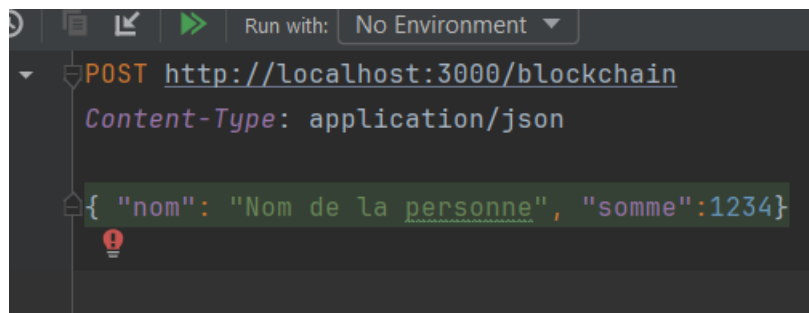 Run with: No Environment
POST http://localhost:3000/blockchain
Content-Type: application/json
{ "nom": "Nom de la personne", "somme":1234}